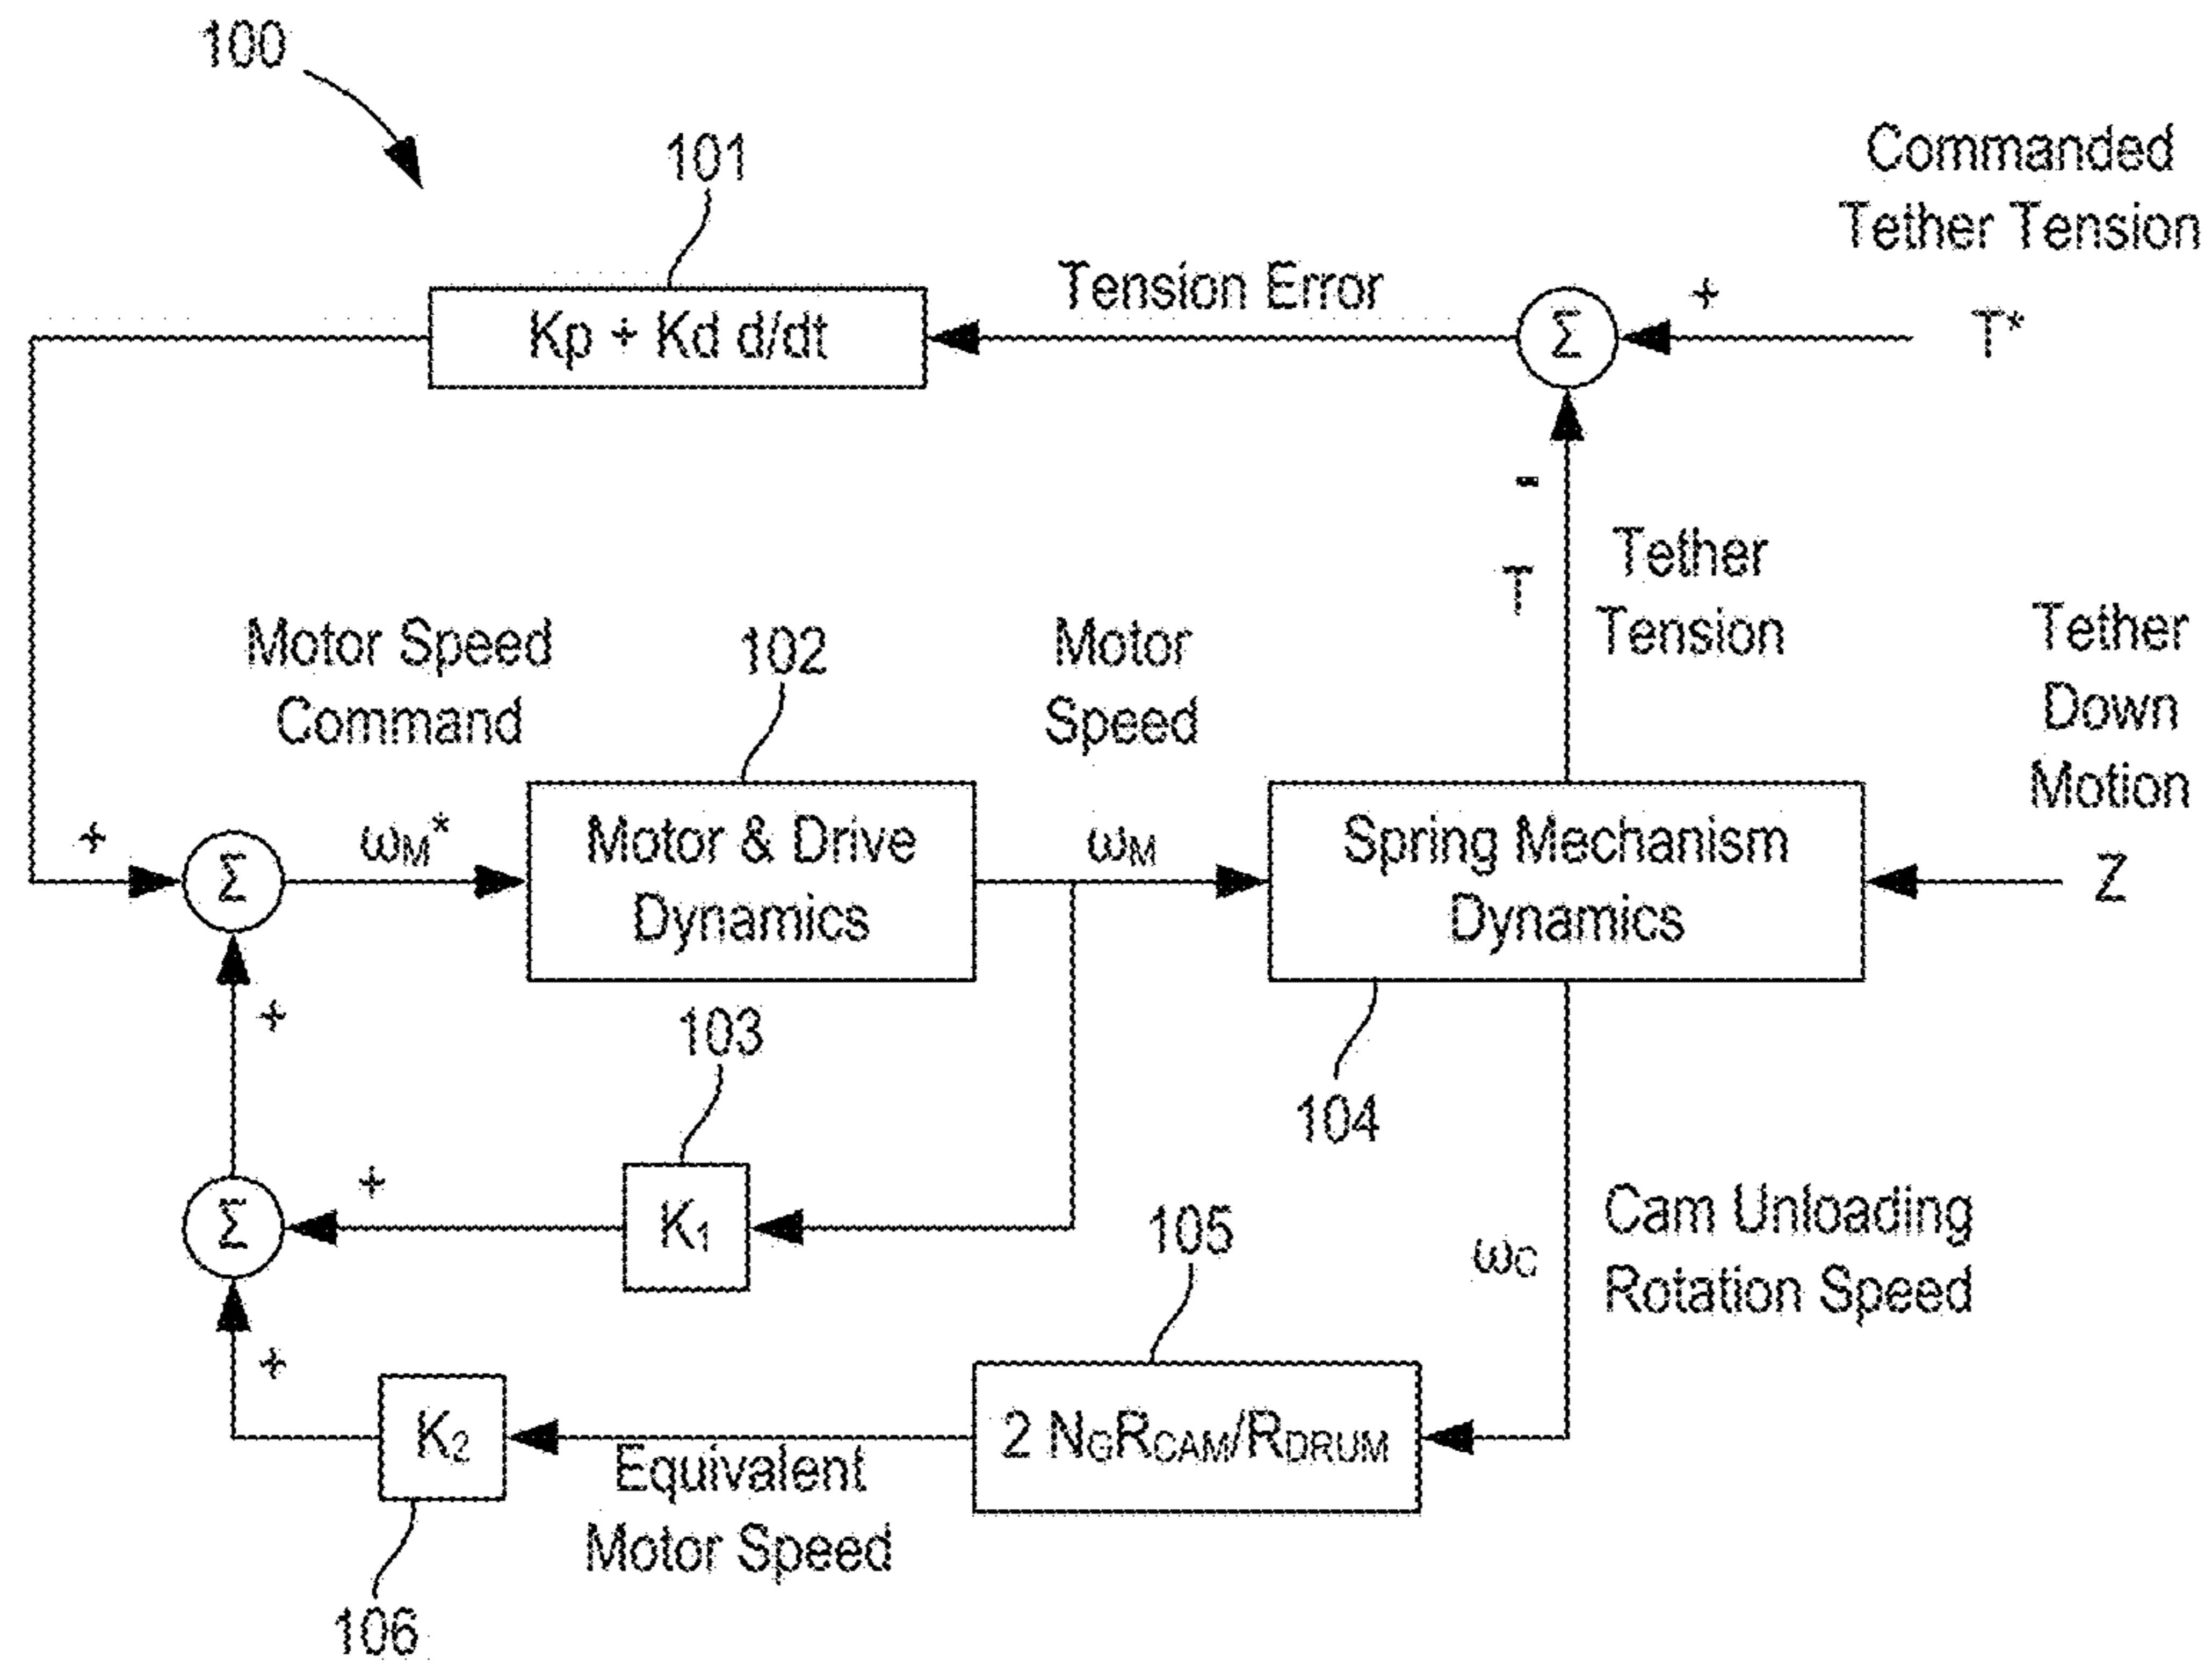 100
101
Commanded
Tether Tension
Kp + Kd d/dt
Tension Error
Σ
+
T*
-
T
Tether
Tension
Tether
Down
Motion
Z
Motor Speed
Command
102
Motor
Speed
+
Σ
ωM*
Motor & Drive
Dynamics
ωM
Spring Mechanism
Dynamics
+
103
104
Σ
+
K1
105
ωC
Cam Unloading
Rotation Speed
+
K2
Equivalent
Motor Speed
2 NGRCAM/RDRUM
106